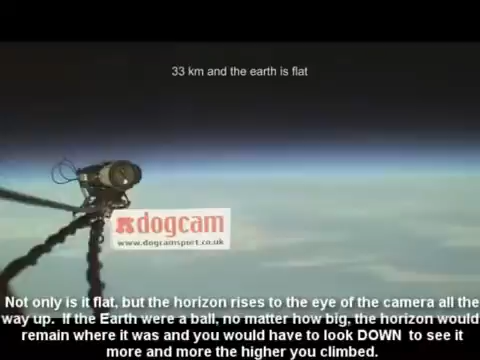 33 km and the earth is flat
dogcam
www.dogcamsport.co.uk
Not only is it flat, but the horizon rises to the eye of the camera all the
way up. If the Earth were a ball, no matter how big, the horizon would
remain where it was and you would have to look DOWN to see it
more and more the higher you climbed.